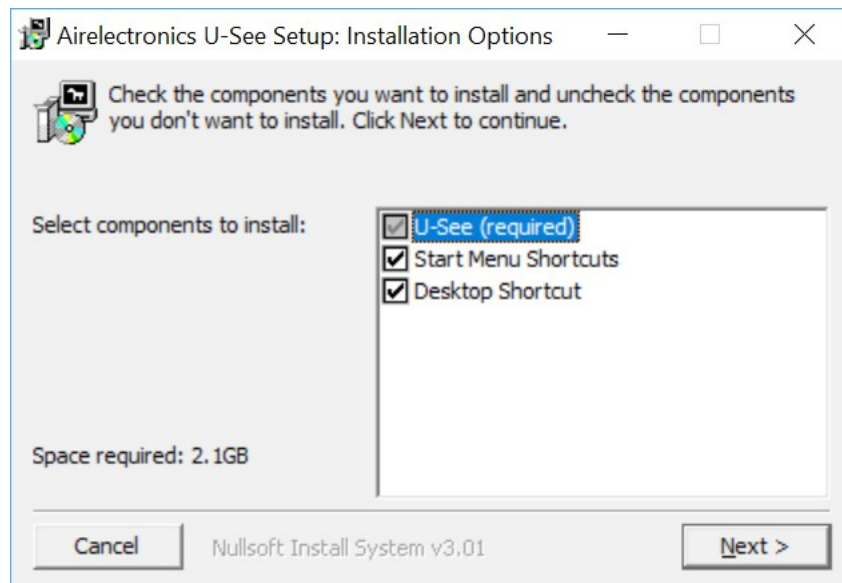 Airelectronics U-See Setup: Installation Options
Check the components you want to install and uncheck the components
you don't want to install. Click Next to continue.
Select components to install:
U-See (required)
Start Menu Shortcuts
Desktop Shortcut
Space required: 2.1GB
Cancel
Nullsoft Install System v3.01
Next >